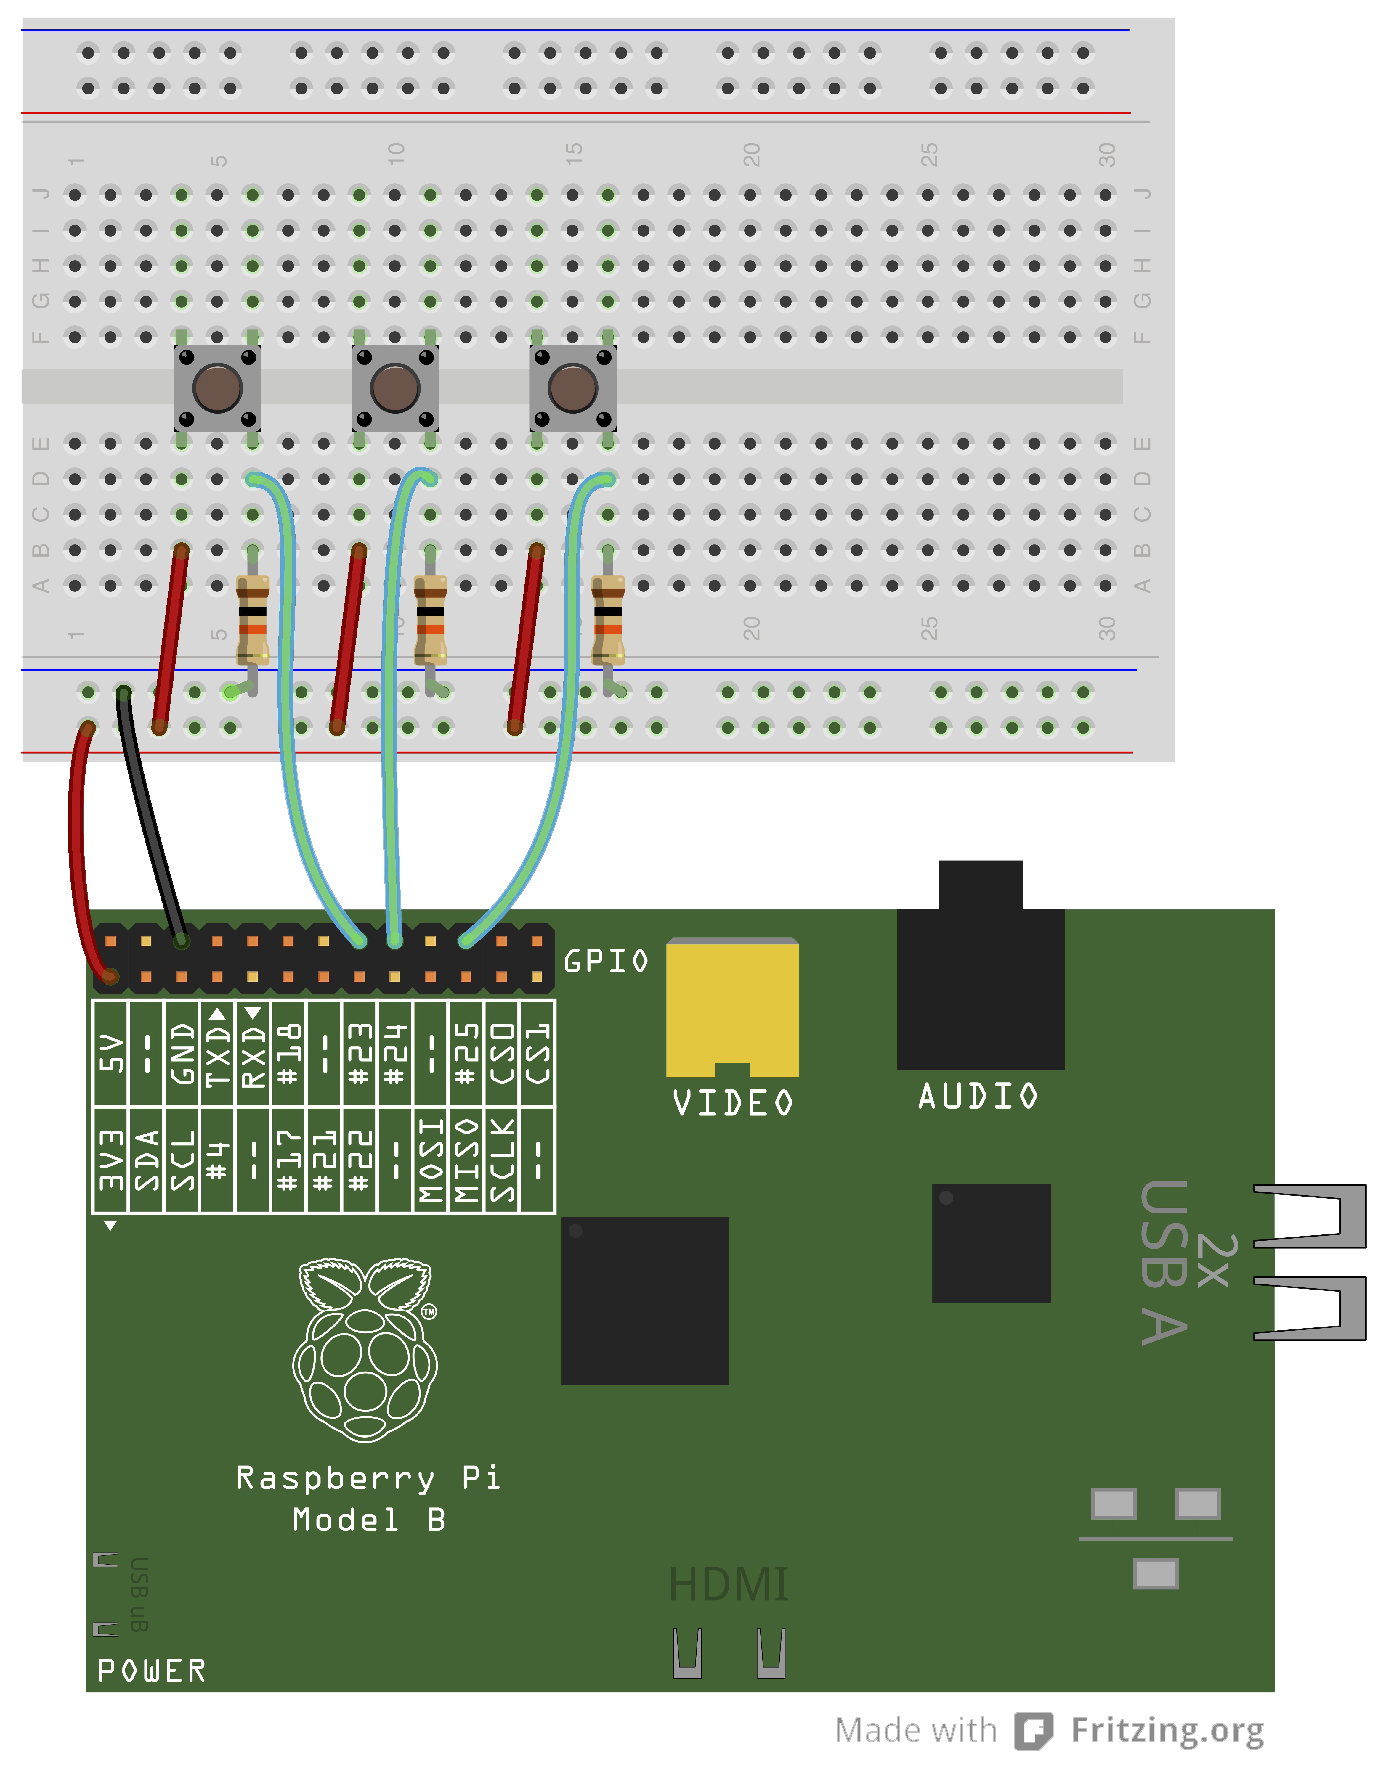 1 5 10 15 20 25 30
J J
I I
H H
G G
F F
E E
D D
C C
B B
A A
1 5 10 15 20 25 30
GPIO
5V -- GND TXD RXD #18 -- #23 #24 -- #25 CS0 CS1
3V3 SDA SCL #4 -- #17 #21 #22 -- MOSI MISO SCLK --
VIDEO
AUDIO
2x
USB A
TM
Raspberry Pi
Model B
USB uB
POWER
HDMI
Made with Fritzing.org